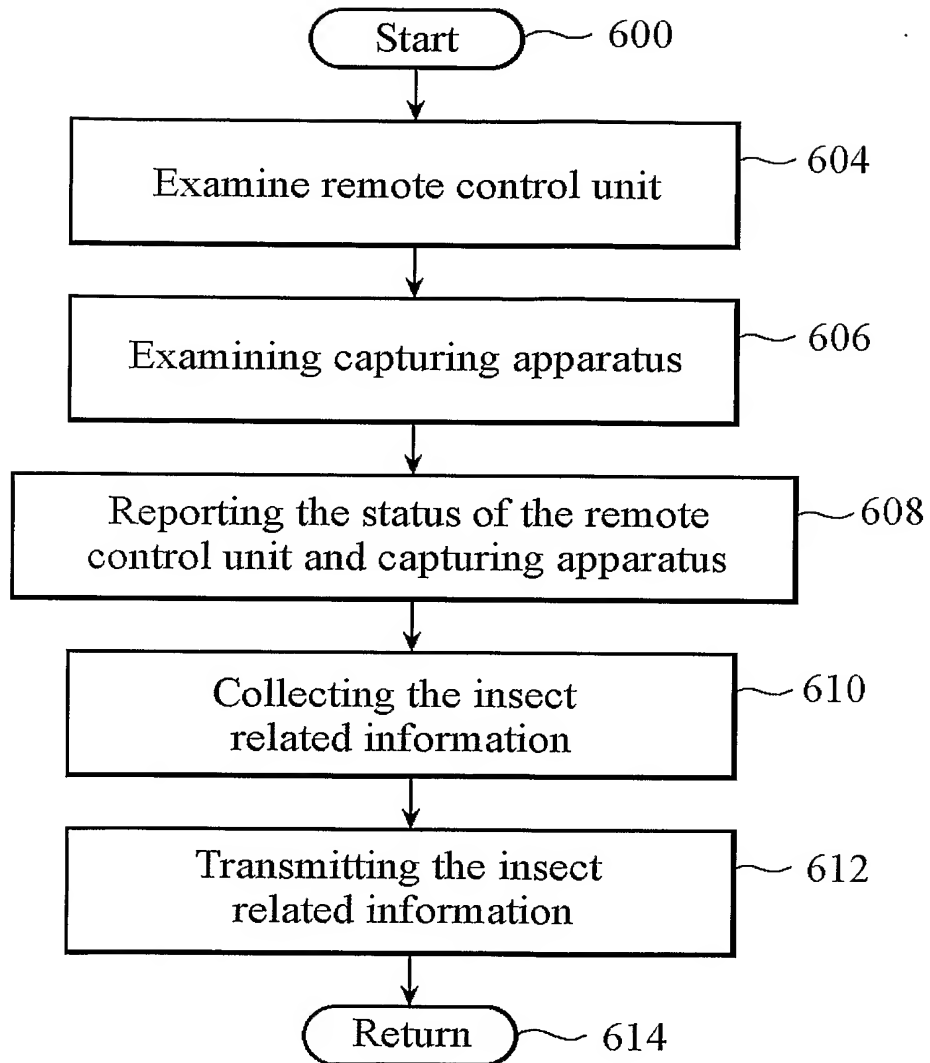 Start
600
Examine remote control unit
604
Examining capturing apparatus
606
Reporting the status of the remote
control unit and capturing apparatus
608
Collecting the insect
related information
610
Transmitting the insect
related information
612
Return
614